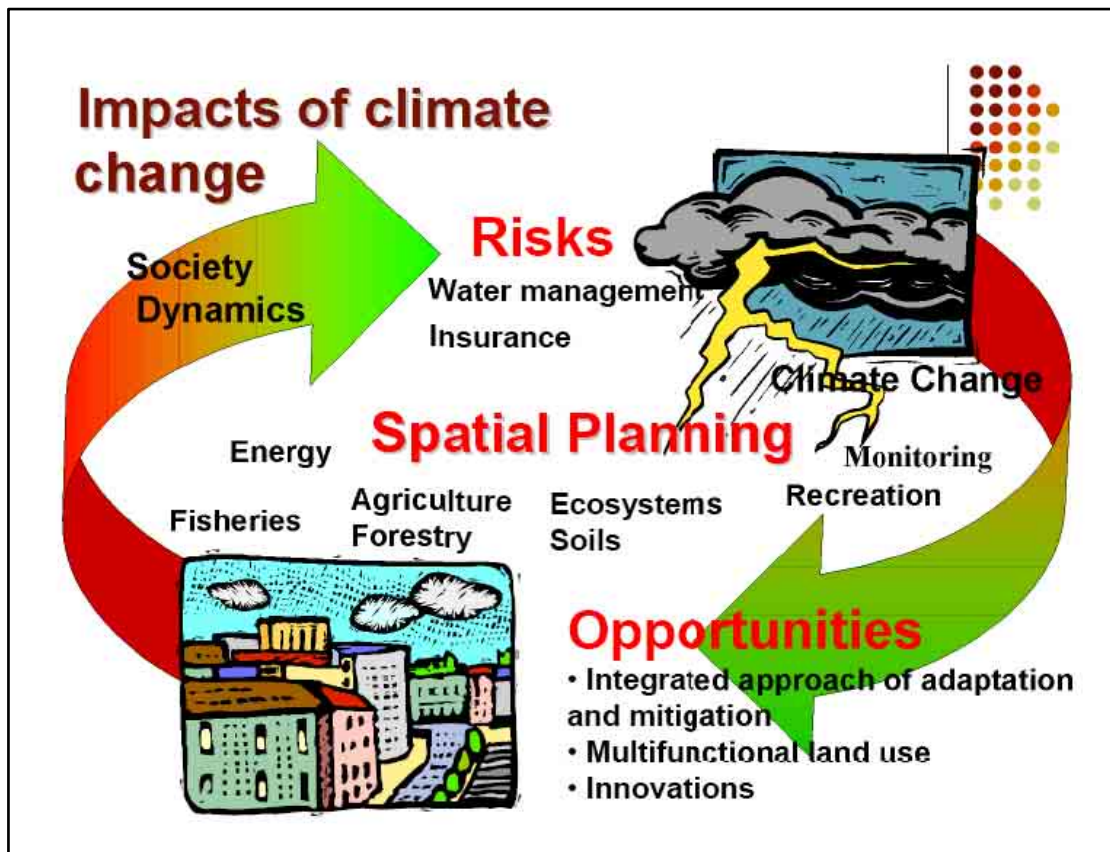 Impacts of climate
change
Society
Dynamics
Risks
Water management
Insurance
Climate Change
Spatial Planning
Energy
Monitoring
Recreation
Fisheries
Agriculture
Forestry
Ecosystems
Soils
Opportunities
• Integrated approach of adaptation
and mitigation
• Multifunctional land use
• Innovations